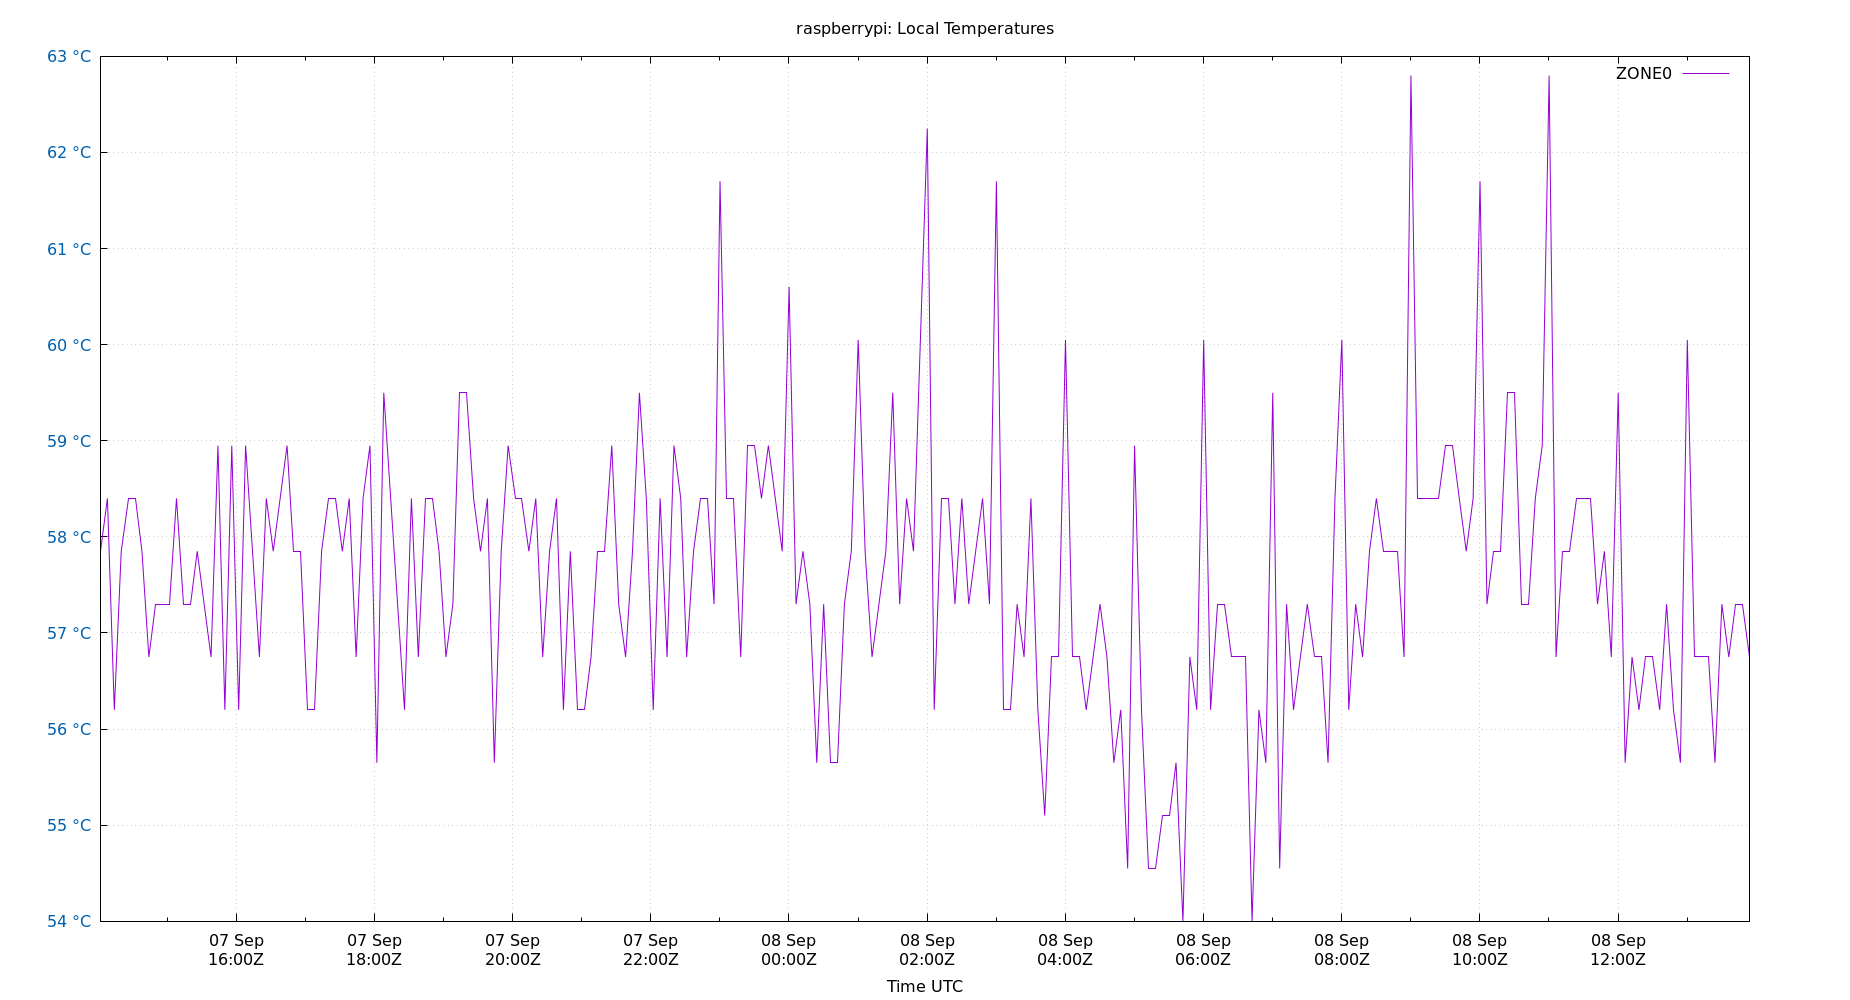 raspberrypi: Local Temperatures
63 °C
ZONE0
62 °C
61 °C
60 °C
59 °C
58 °C
57 °C
56 °C
55 °C
54 °C
07 Sep 07 Sep 07 Sep 07 Sep 08 Sep 08 Sep 08 Sep 08 Sep 08 Sep 08 Sep 08 Sep
16:00Z 18:00Z 20:00Z 22:00Z 00:00Z 02:00Z 04:00Z 06:00Z 08:00Z 10:00Z 12:00Z
Time UTC